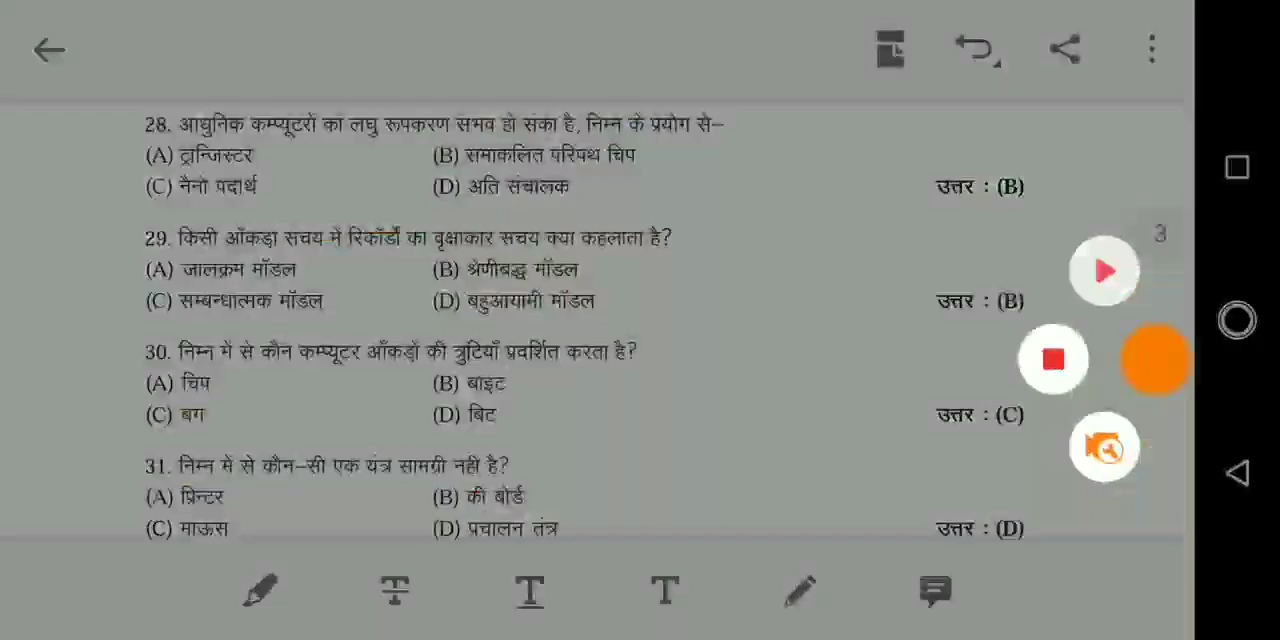 28. आधुनिक कम्प्यूटरों का लघु रूपकरण संभव हो सका है, निम्न के प्रयोग से–
(A) ट्रान्जिस्टर (B) समाकलित परिपथ चिप
(C) नैनो पदार्थ (D) अति संचालक उत्तर : (B)
29. किसी आँकड़ा संचय में रिकॉर्डों का वृक्षाकार संचय क्या कहलाता है?
3
(A) जालक्रम मॉडल (B) श्रेणीबद्ध मॉडल
(C) सम्बन्धात्मक मॉडल (D) बहुआयामी मॉडल उत्तर : (B)
30. निम्न में से कौन कम्प्यूटर आँकड़ों की त्रुटियाँ प्रदर्शित करता है?
(A) चिप (B) बाइट
(C) बग (D) बिट उत्तर : (C)
31. निम्न में से कौन–सी एक यंत्र सामग्री नहीं है?
(A) प्रिन्टर (B) की बोर्ड
(C) माऊस (D) प्रचालन तंत्र उत्तर : (D)